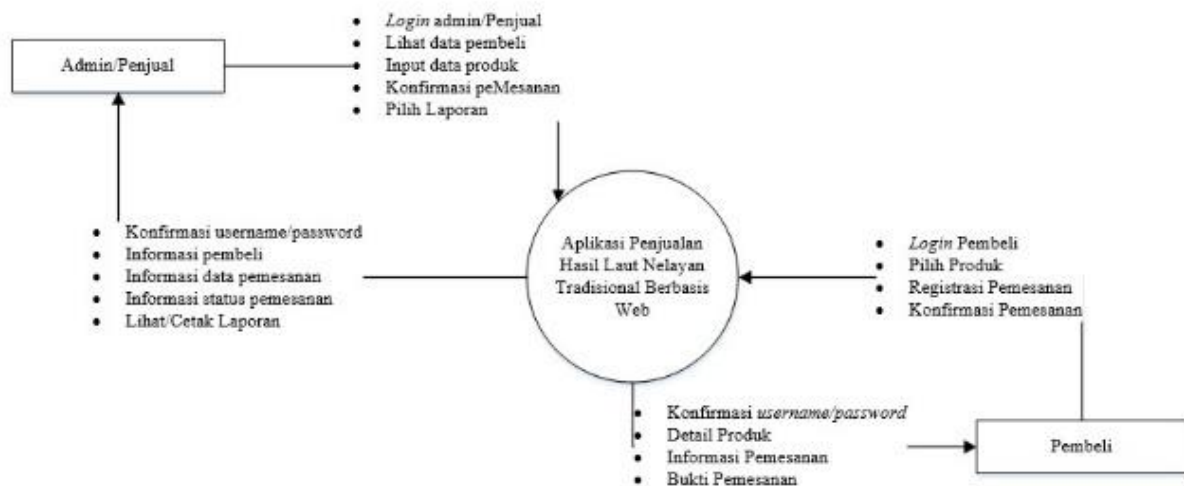 Admin/Penjual
• Login admin/Penjual
• Lihat data pembeli
• Input data produk
• Konfirmasi peMesanan
• Pilih Laporan
• Konfirmasi username/password
• Informasi pembeli
• Informasi data pemesanan
• Informasi status pemesanan
• Lihat/Cetak Laporan
Aplikasi Penjualan
Hasil Laut Nelayan
Tradisional Berbasis
Web
• Login Pembeli
• Pilih Produk
• Registrasi Pemesanan
• Konfirmasi Pemesanan
• Konfirmasi username/password
• Detail Produk
• Informasi Pemesanan
• Bukti Pemesanan
Pembeli